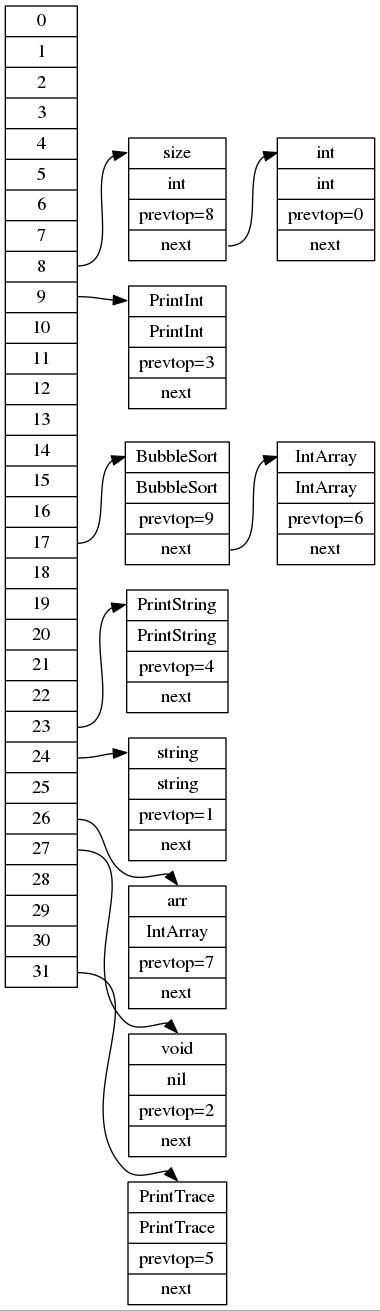 0
1
2
3
4
5
6
7
8
9
10
11
12
13
14
15
16
17
18
19
20
21
22
23
24
25
26
27
28
29
30
31
size
int
prevtop=8
next
int
int
prevtop=0
next
PrintInt
PrintInt
prevtop=3
next
BubbleSort
BubbleSort
prevtop=9
next
IntArray
IntArray
prevtop=6
next
PrintString
PrintString
prevtop=4
next
string
string
prevtop=1
next
arr
IntArray
prevtop=7
next
void
nil
prevtop=2
next
PrintTrace
PrintTrace
prevtop=5
next